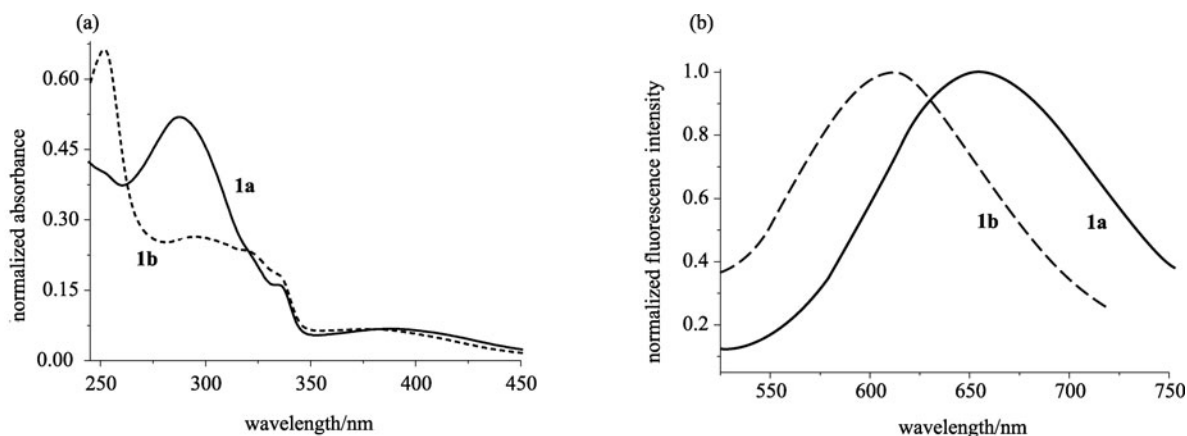 (a)
normalized absorbance
0.60
0.45
0.30
0.15
0.00
1a
1b
250
300
350
400
450
wavelength/nm
(b)
normalized fluorescence intensity
1.0
0.8
0.6
0.4
0.2
1b
1a
550
600
650
700
750
wavelength/nm